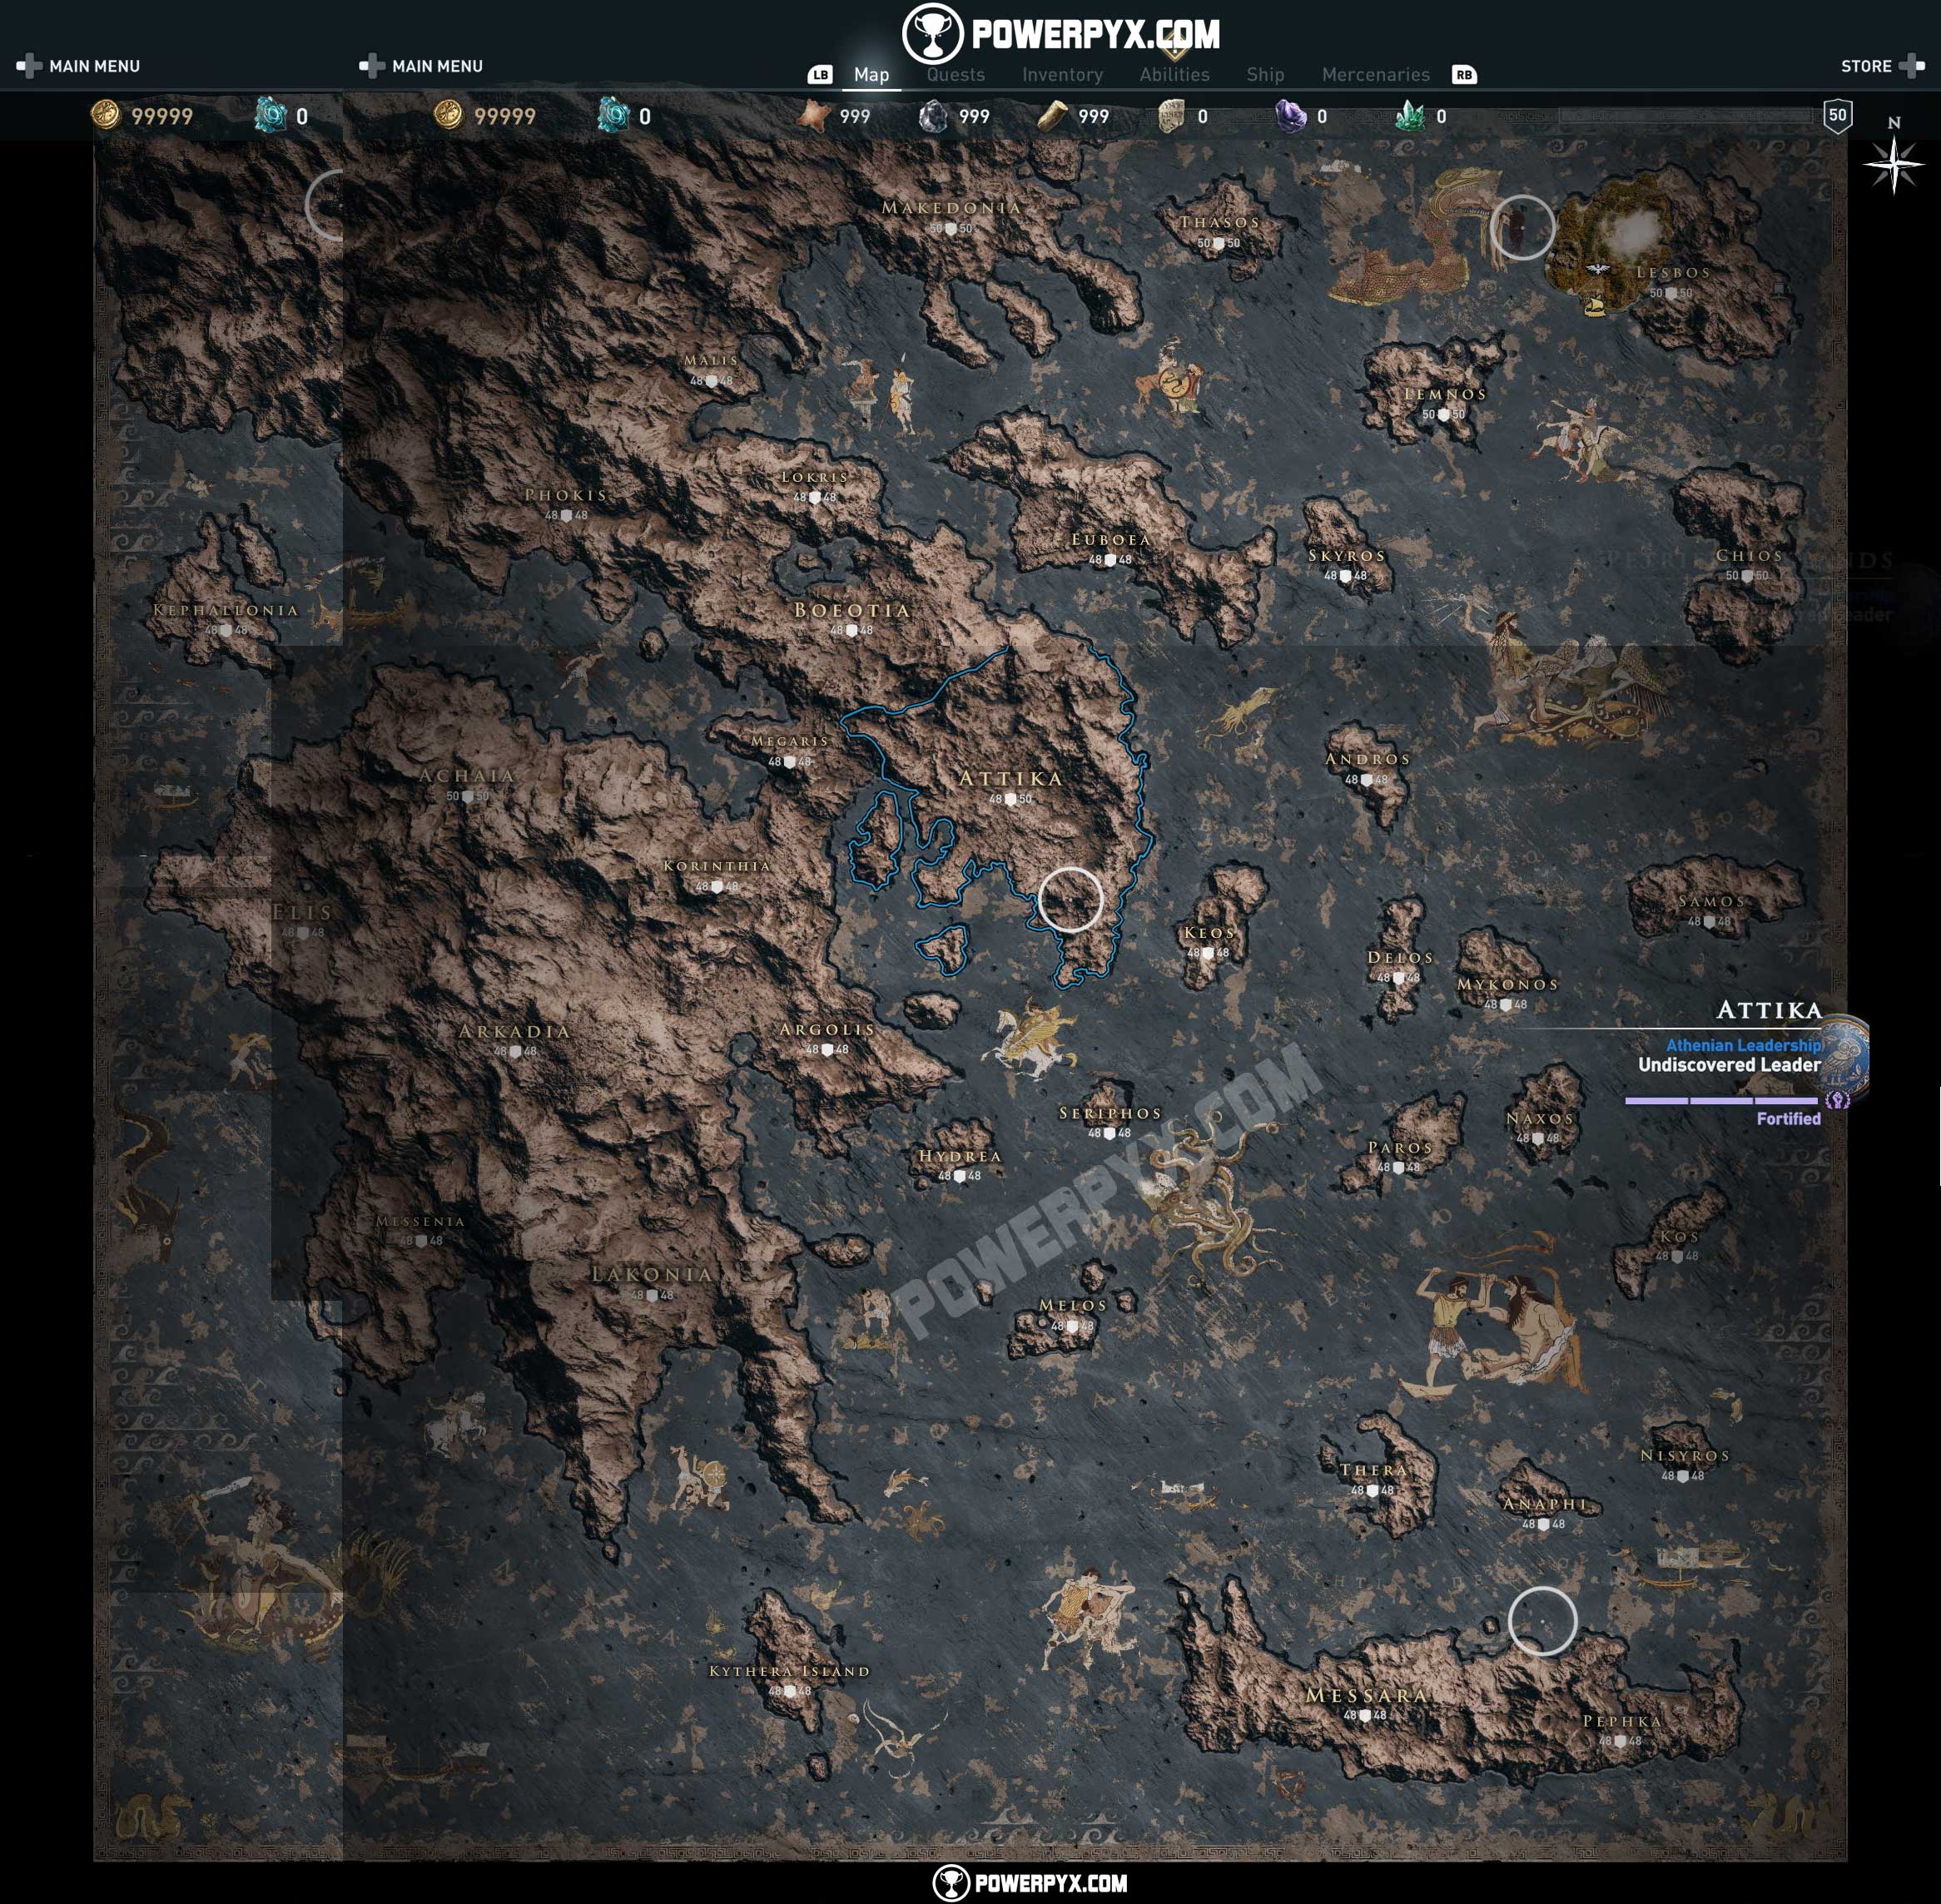 POWERPYX.COM
MAIN MENU
MAIN MENU
LB Map Quests Inventory Abilities Ship Mercenaries RB
STORE
99999 0
99999 0
999 999 999 0 0 0
50
N
MAKEDONIA
50 50
THASOS
50 50
LESBOS
50 50
MALIS
48 48
LEMNOS
50 50
PHOKIS
48 48
LOKRIS
48 48
EUBOEA
48 48
SKYROS
48 48
CHIOS
50 50
KEPHALLONIA
48 48
BOEOTIA
48 48
MEGARIS
48 48
ACHAIA
50 50
ATTIKA
48 50
ANDROS
48 48
KORINTHIA
48 48
ELIS
48 48
SAMOS
48 48
KEOS
48 48
DELOS
48 48
MYKONOS
48 48
ATTIKA
Athenian Leadership
Undiscovered Leader
Fortified
ARKADIA
48 48
ARGOLIS
48 48
SERIPHOS
48 48
HYDREA
48 48
PAROS
48 48
NAXOS
48 48
POWERPYX.COM
MESSENIA
48 48
KOS
48 48
LAKONIA
48 48
MELOS
48 48
THERA
48 48
NISYROS
48 48
ANAPHI
48 48
KYTHERA ISLAND
48 48
MESSARA
48 48
PEPHKA
48 48
POWERPYX.COM